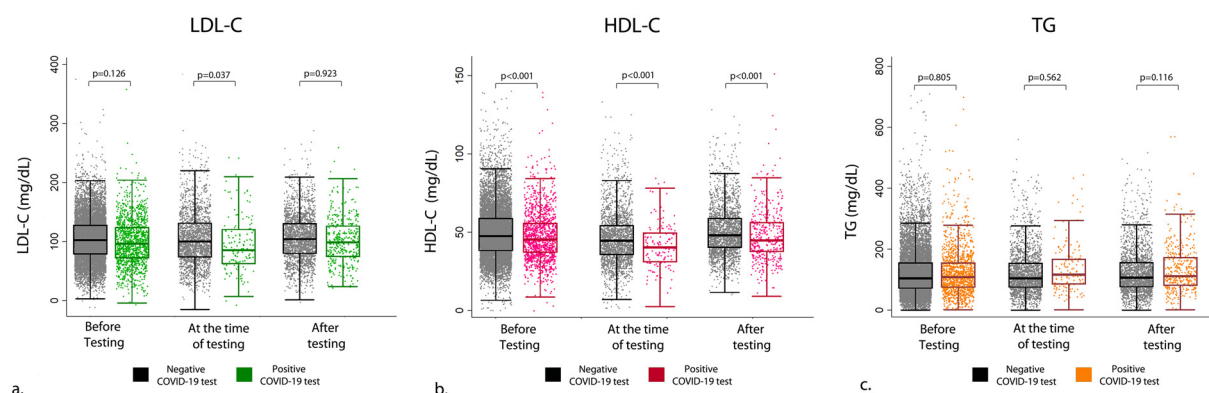 LDL-C
HDL-C
TG
400
300
200
100
0
LDL-C (mg/dL)
p=0.126
p=0.037
p=0.923
Before
Testing
At the time
of testing
After
testing
Negative
COVID-19 test
Positive
COVID-19 test
a.
150
100
50
0
HDL-C (mg/dL)
p<0.001
p<0.001
p<0.001
Before
Testing
At the time
of testing
After
testing
Negative
COVID-19 test
Positive
COVID-19 test
b.
800
600
400
200
0
TG (mg/dL)
p=0.805
p=0.562
p=0.116
Before
Testing
At the time
of testing
After
testing
Negative
COVID-19 test
Positive
COVID-19 test
c.